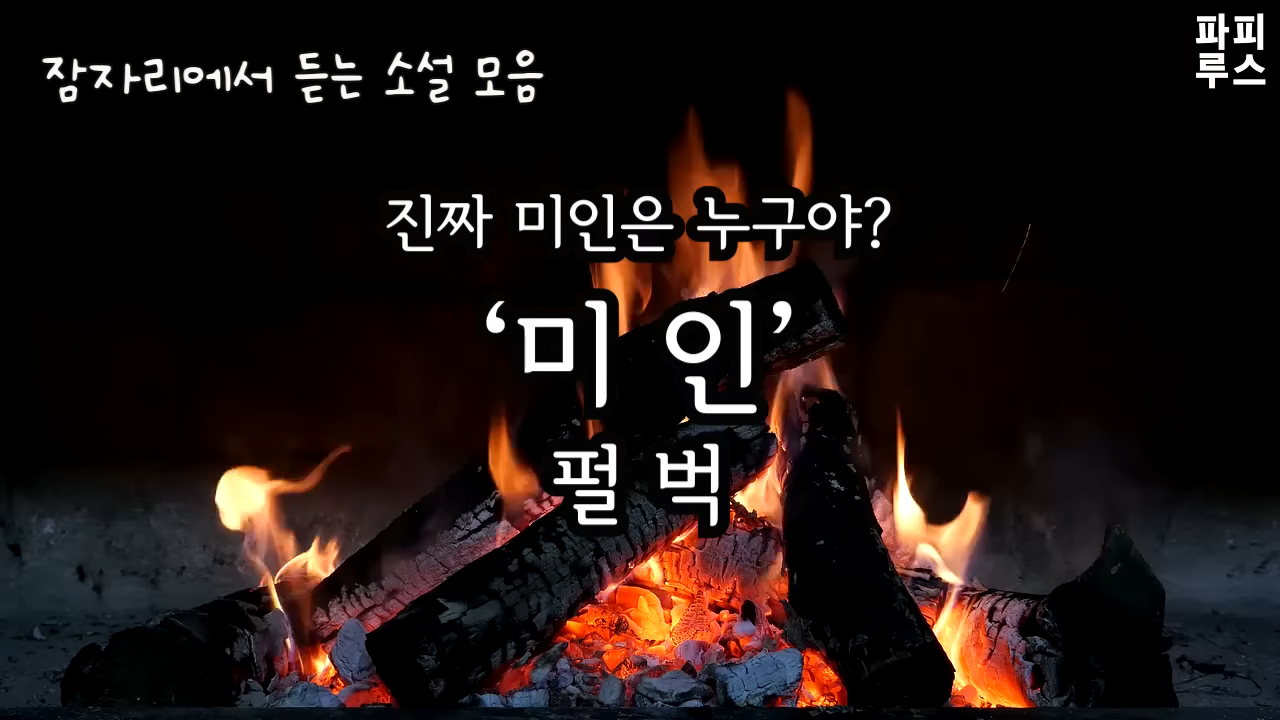 잠자리에서 듣는 소설 모음
파피
루스
진짜 미인은 누구야?
‘미 인’
펄 벅